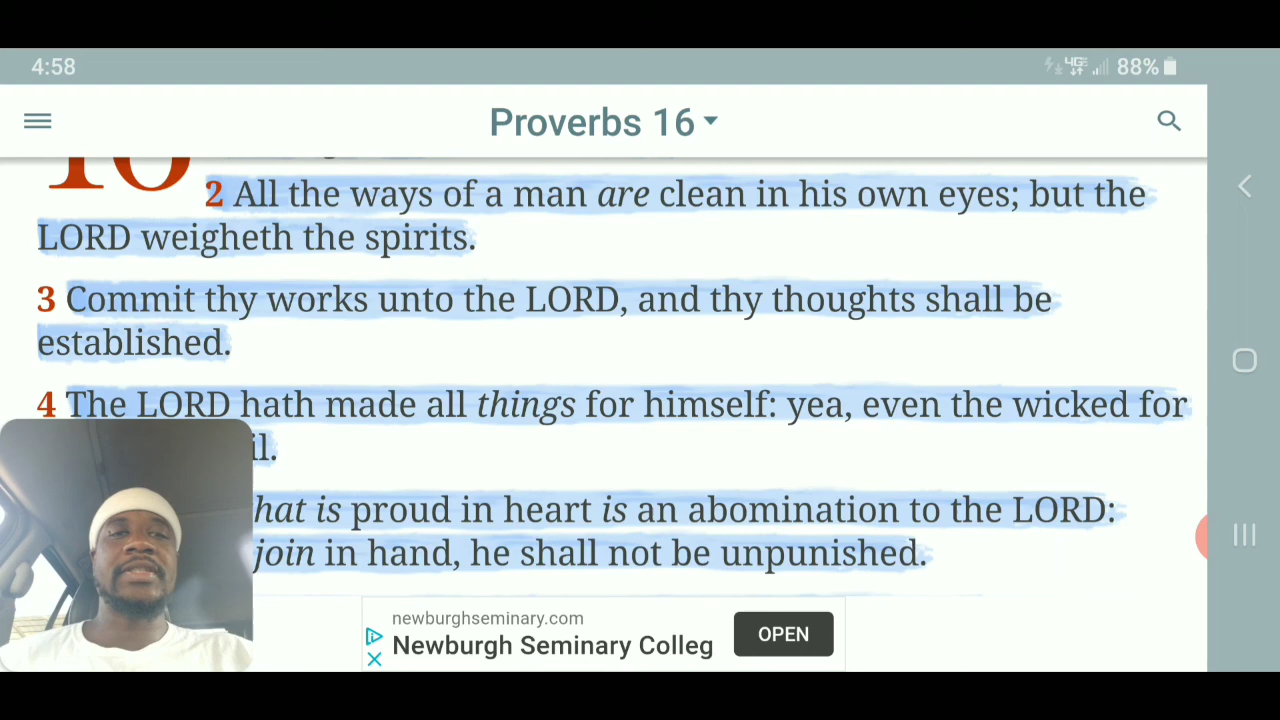 4:58
4G 88%
Proverbs 16
16
2 All the ways of a man are clean in his own eyes; but the
LORD weigheth the spirits.
3 Commit thy works unto the LORD, and thy thoughts shall be
established.
4 The LORD hath made all things for himself: yea, even the wicked for
il.
hat is proud in heart is an abomination to the LORD:
join in hand, he shall not be unpunished.
newburghseminary.com
Newburgh Seminary Colleg
OPEN